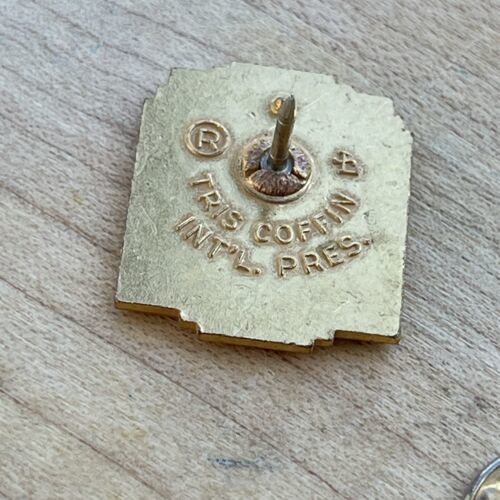 ®
TRIS COFFIN
INT'L. PRES.